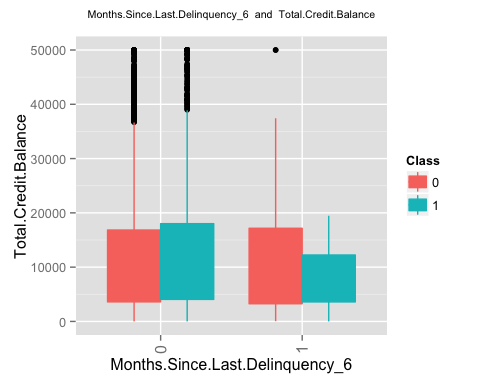 Months.Since.Last.Delinquency_6 and Total.Credit.Balance
50000
40000
30000
20000
10000
0
Total.Credit.Balance
0
1
Months.Since.Last.Delinquency_6
Class
0
1